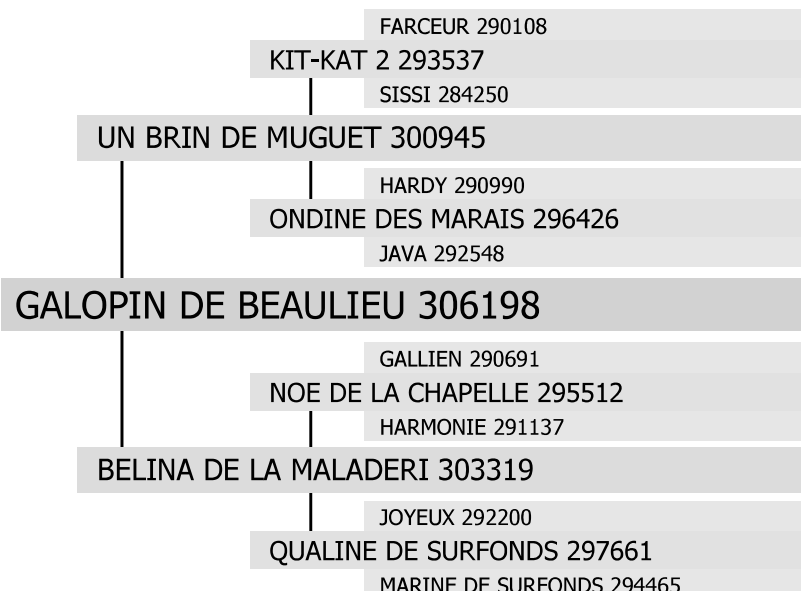 FARCEUR 290108
KIT-KAT 2 293537
SISSI 284250
UN BRIN DE MUGUET 300945
HARDY 290990
ONDINE DES MARAIS 296426
JAVA 292548
GALOPIN DE BEAULIEU 306198
GALLIEN 290691
NOE DE LA CHAPELLE 295512
HARMONIE 291137
BELINA DE LA MALADERI 303319
JOYEUX 292200
QUALINE DE SURFONDS 297661
MARINE DE SURFONDS 294465